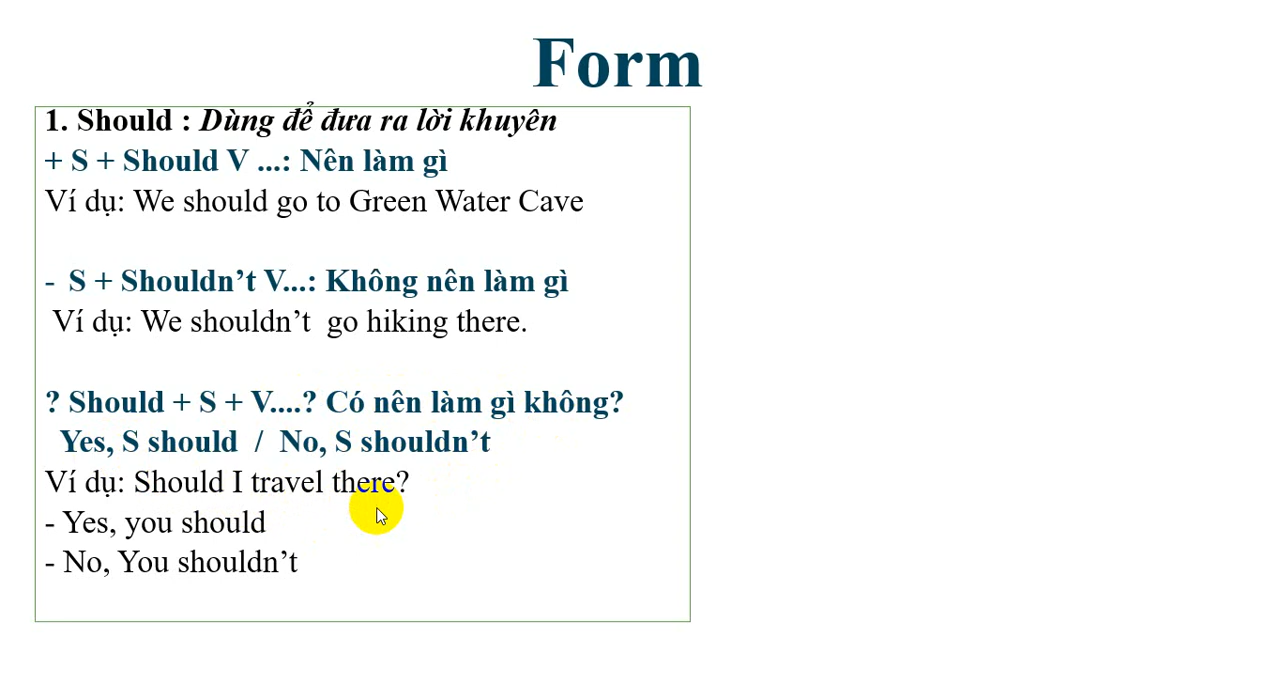 Form
1. Should : Dùng để đưa ra lời khuyên
+ S + Should V ...: Nên làm gì
Ví dụ: We should go to Green Water Cave
- S + Shouldn’t V...: Không nên làm gì
Ví dụ: We shouldn’t go hiking there.
? Should + S + V....? Có nên làm gì không?
Yes, S should / No, S shouldn’t
Ví dụ: Should I travel there?
- Yes, you should
- No, You shouldn’t